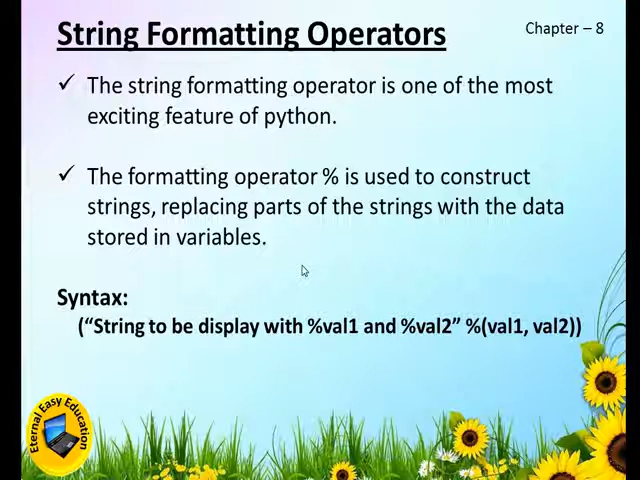 String Formatting Operators
Chapter – 8
✓ The string formatting operator is one of the most
exciting feature of python.
✓ The formatting operator % is used to construct
strings, replacing parts of the strings with the data
stored in variables.
Syntax:
(“String to be display with %val1 and %val2” %(val1, val2))
Eternal Easy Education